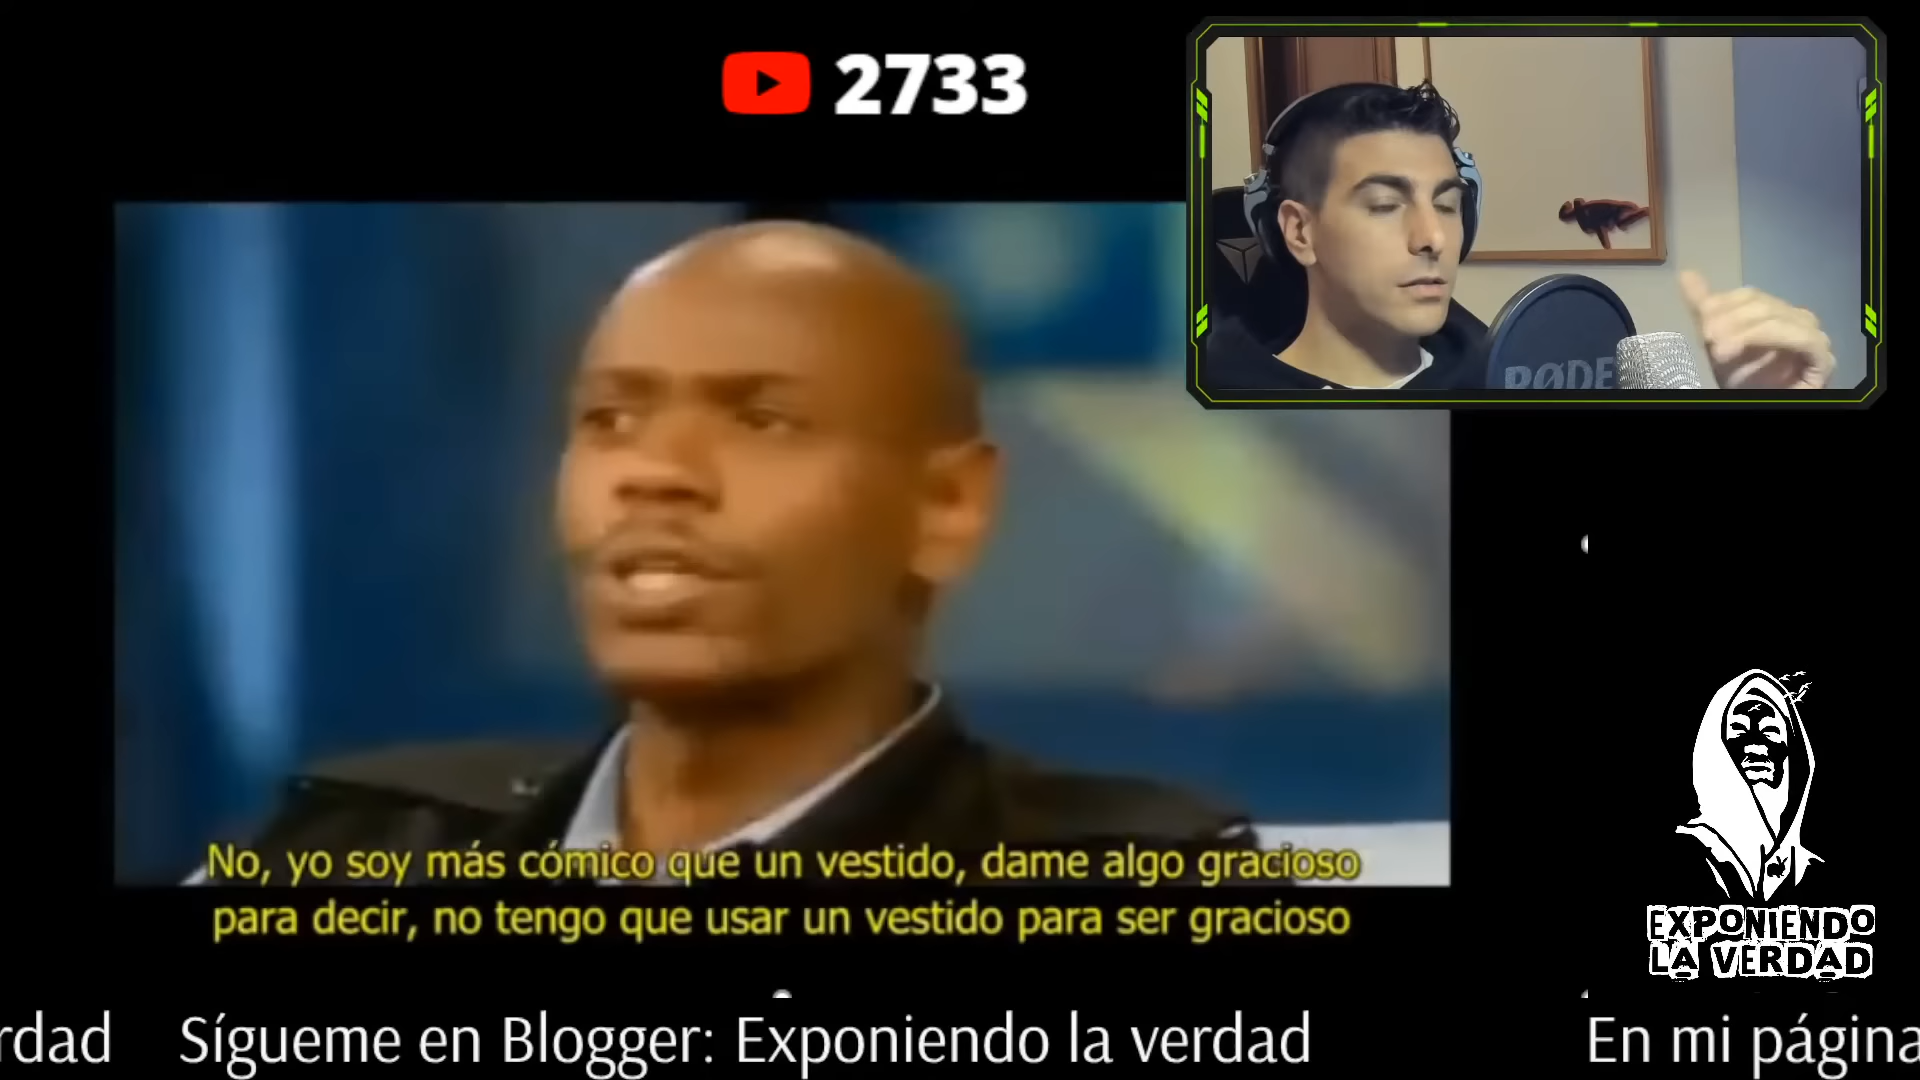 2733
RØDE
No, yo soy más cómico que un vestido, dame algo gracioso
para decir, no tengo que usar un vestido para ser gracioso
EXPONIENDO
LA VERDAD
rdad Sígueme en Blogger: Exponiendo la verdad En mi página